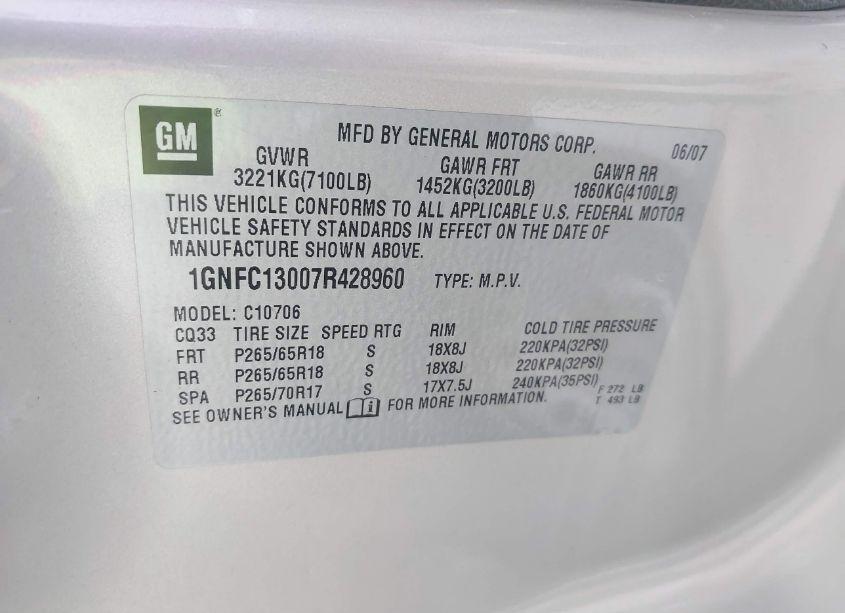 GM®
MFD BY GENERAL MOTORS CORP. 06/07
GVWR GAWR FRT GAWR RR
3221KG(7100LB) 1452KG(3200LB) 1860KG(4100LB)
THIS VEHICLE CONFORMS TO ALL APPLICABLE U.S. FEDERAL MOTOR
VEHICLE SAFETY STANDARDS IN EFFECT ON THE DATE OF
MANUFACTURE SHOWN ABOVE.
1GNFC13007R428960 TYPE: M.P.V.
MODEL: C10706
CQ33 TIRE SIZE SPEED RTG RIM COLD TIRE PRESSURE
FRT P265/65R18 S 18X8J 220KPA(32PSI)
RR P265/65R18 S 18X8J 220KPA(32PSI)
SPA P265/70R17 S 17X7.5J 240KPA(35PSI)
F 272 LB
T 493 LB
SEE OWNER'S MANUAL i FOR MORE INFORMATION.